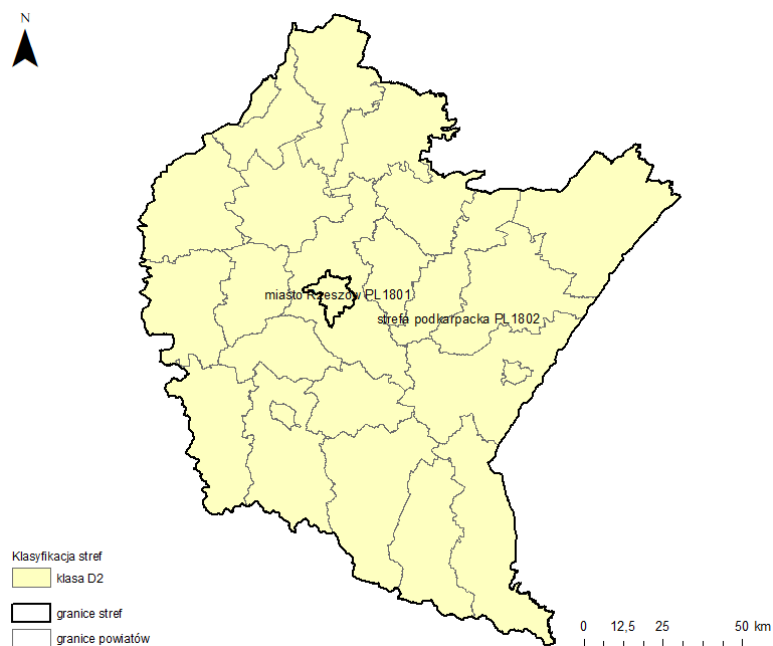 N
miasto Rzeszów PL1801
strefa podkarpacka PL1802
Klasyfikacja stref
klasa D2
granice stref
granice powiatów
0 12,5 25 50 km